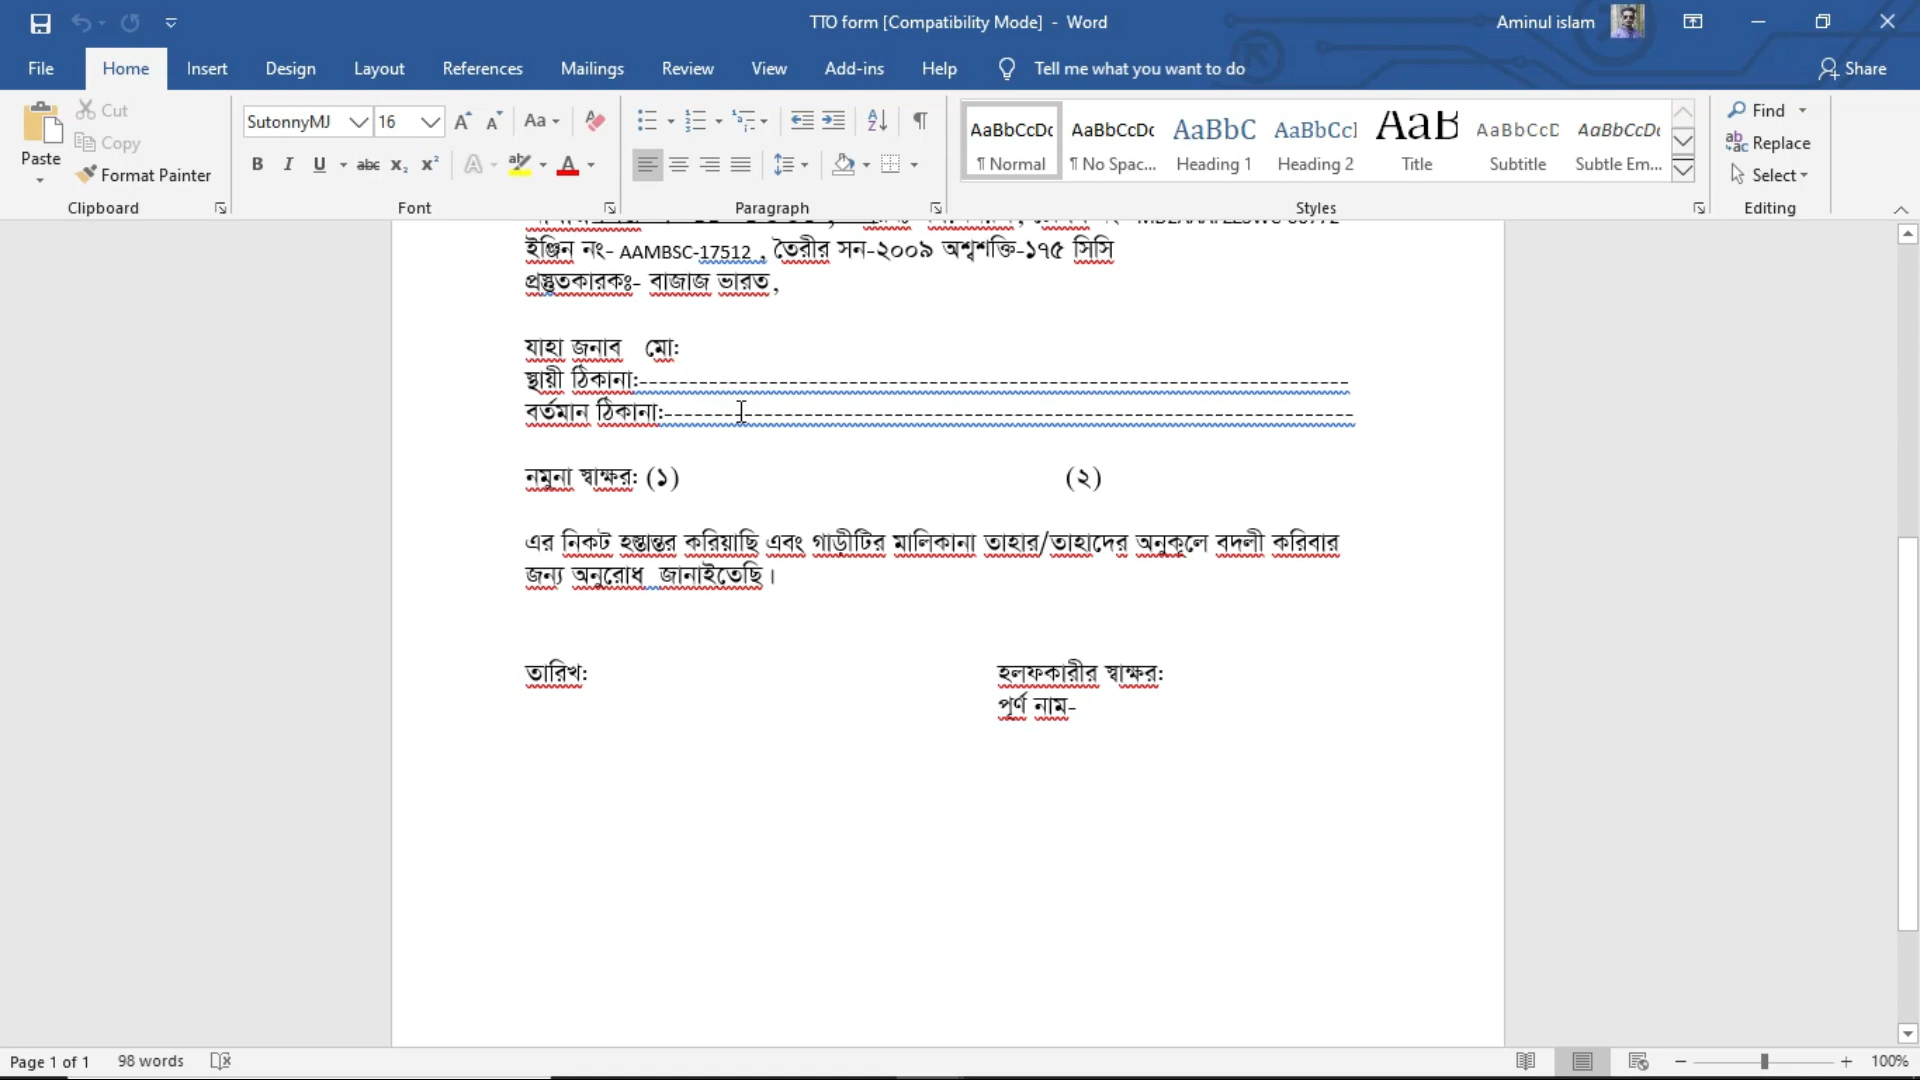 TTO form [Compatibility Mode] - Word
Aminul islam
File Home Insert Design Layout References Mailings Review View Add-ins Help Tell me what you want to do Share
Paste
Cut
Copy
Format Painter
Clipboard
SutonnyMJ 16
Font
Paragraph
AaBbCcDc AaBbCcDc AaBbC AaBbCcI AaB AaBbCcD AaBbCcDc
¶ Normal ¶ No Spac... Heading 1 Heading 2 Title Subtitle Subtle Em...
Styles
Find
Replace
Select
Editing
ইঞ্জিন নং- AAMBSC-17512 , তৈরীর সন-২০০৯ অশ্বশক্তি-১৭৫ সিসি
প্রস্তুতকারকঃ- বাজাজ ভারত,
যাহা জনাব মো:
স্থায়ী ঠিকানা:-----------------------------------------------------------------------
বর্তমান ঠিকানা:---------------------------------------------------------------------
নমুনা স্বাক্ষর: (১) (২)
এর নিকট হস্তান্তর করিয়াছি এবং গাড়ীটির মালিকানা তাহার/তাহাদের অনুকূলে বদলী করিবার
জন্য অনুরোধ জানাইতেছি।
তারিখ: হলফকারীর স্বাক্ষর:
পূর্ণ নাম-
Page 1 of 1 98 words 100%